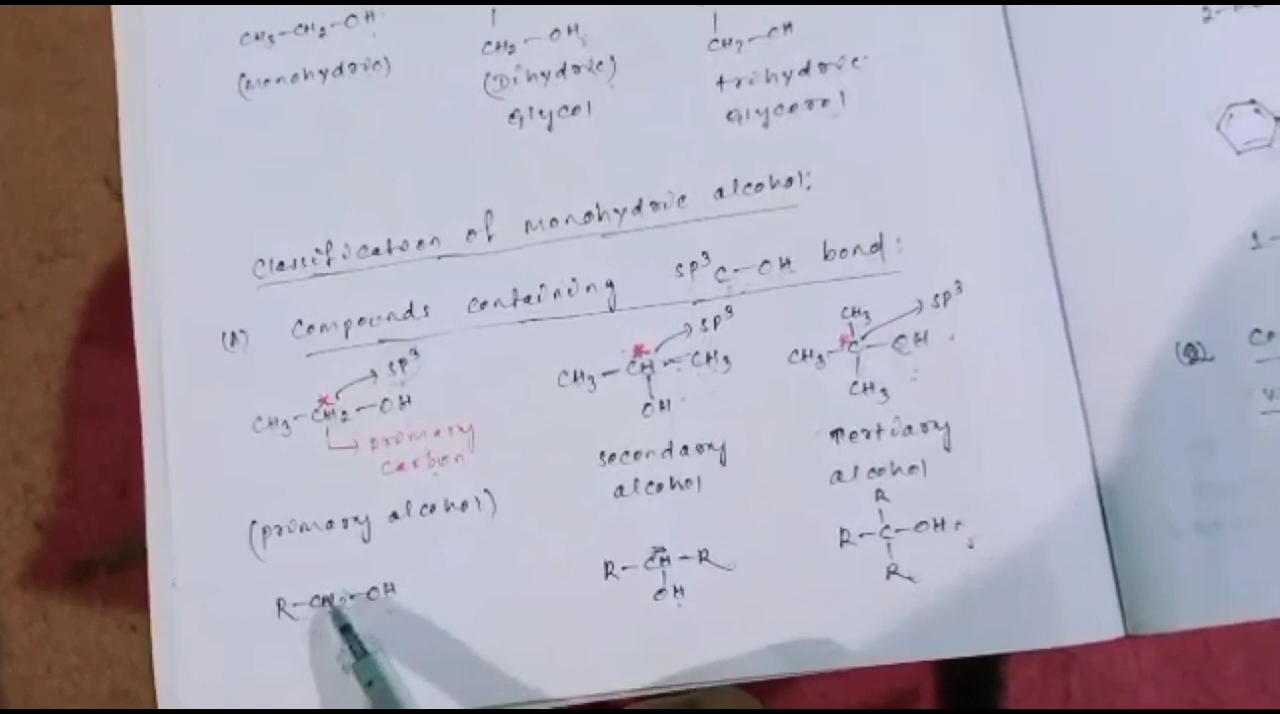 CH3-CH2-OH
CH2-OH
CH2-OH
(Monohydric)
(Dihydric)
trihydric
Glycol
Glycerol
Classification of monohydric alcohol:
(A) Compounds containing SP³ C-OH bond:
CH3-CH2-OH
SP³
primary carbon
CH3-CH-CH3
OH
SP³
CH3
CH3-C-OH
CH3
SP³
(primary alcohol)
secondary alcohol
Tertiary alcohol
R-CH2-OH
R-CH-R
OH
R
R-C-OH
R